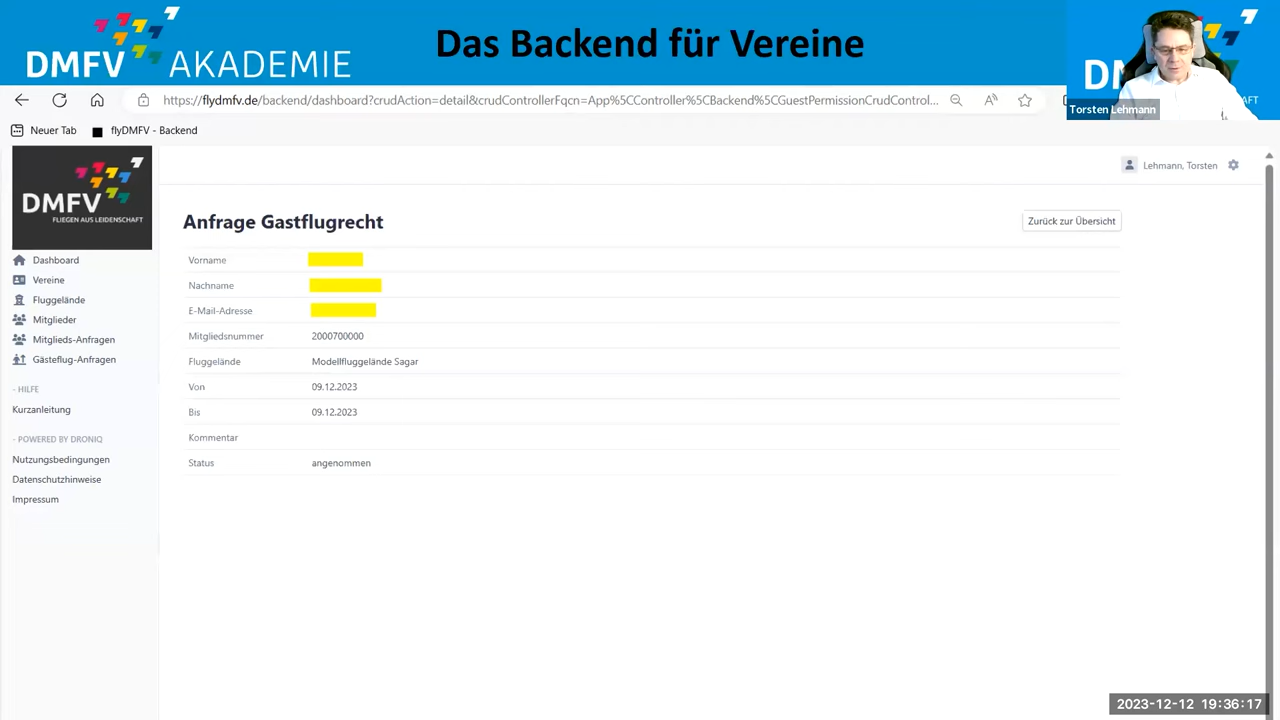 DMFV AKADEMIE
Das Backend für Vereine
DM
AFT
Torsten Lehmann
https://flydmfv.de/backend/dashboard?crudAction=detail&crudControllerFqcn=App%5CController%5CBackend%5CGuestPermissionCrudControl...
Neuer Tab
flyDMFV - Backend
DMFV
FLIEGEN AUS LEIDENSCHAFT
Lehmann, Torsten
Dashboard
Vereine
Fluggelände
Mitglieder
Mitglieds-Anfragen
Gästeflug-Anfragen
- HILFE
Kurzanleitung
- POWERED BY DRONIQ
Nutzungsbedingungen
Datenschutzhinweise
Impressum
Anfrage Gastflugrecht
Zurück zur Übersicht
Vorname
Nachname
E-Mail-Adresse
Mitgliedsnummer 2000700000
Fluggelände Modellfluggelände Sagar
Von 09.12.2023
Bis 09.12.2023
Kommentar
Status angenommen
2023-12-12 19:36:17